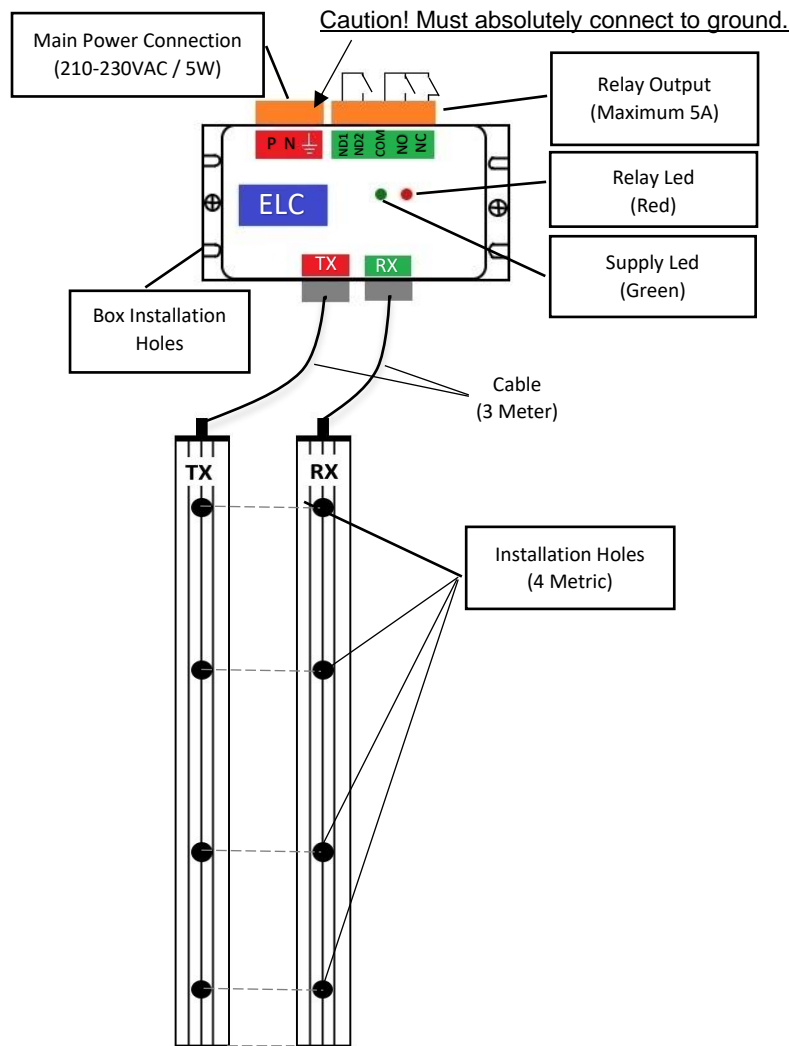 Caution! Must absolutely connect to ground.
Main Power Connection
(210-230VAC / 5W)
Relay Output
(Maximum 5A)
P N
ND1
ND2
COM
NO
NC
ELC
Relay Led
(Red)
TX
RX
Supply Led
(Green)
Box Installation
Holes
Cable
(3 Meter)
TX
RX
Installation Holes
(4 Metric)